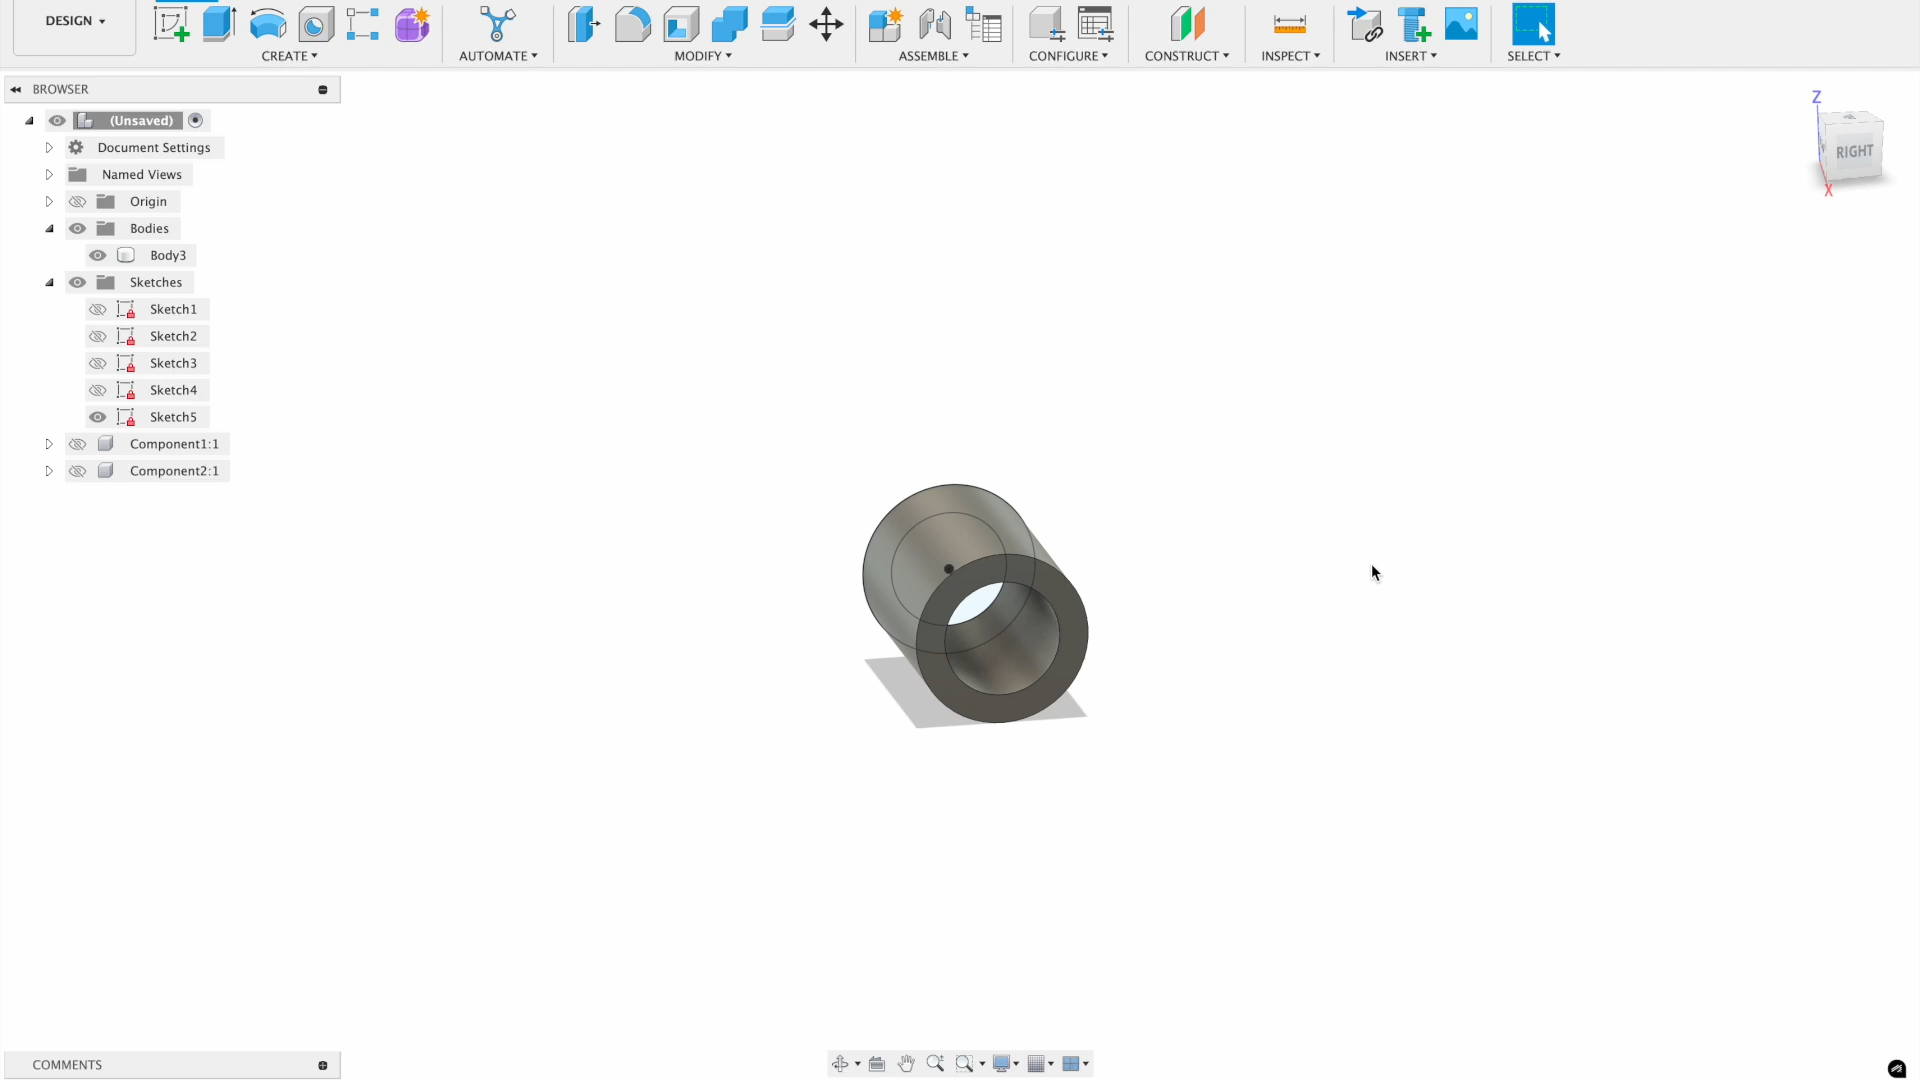 DESIGN
CREATE
AUTOMATE
MODIFY
ASSEMBLE
CONFIGURE
CONSTRUCT
INSPECT
INSERT
SELECT
BROWSER
(Unsaved)
Document Settings
Named Views
Origin
Bodies
Body3
Sketches
Sketch1
Sketch2
Sketch3
Sketch4
Sketch5
Component1:1
Component2:1
Z
RIGHT
X
COMMENTS